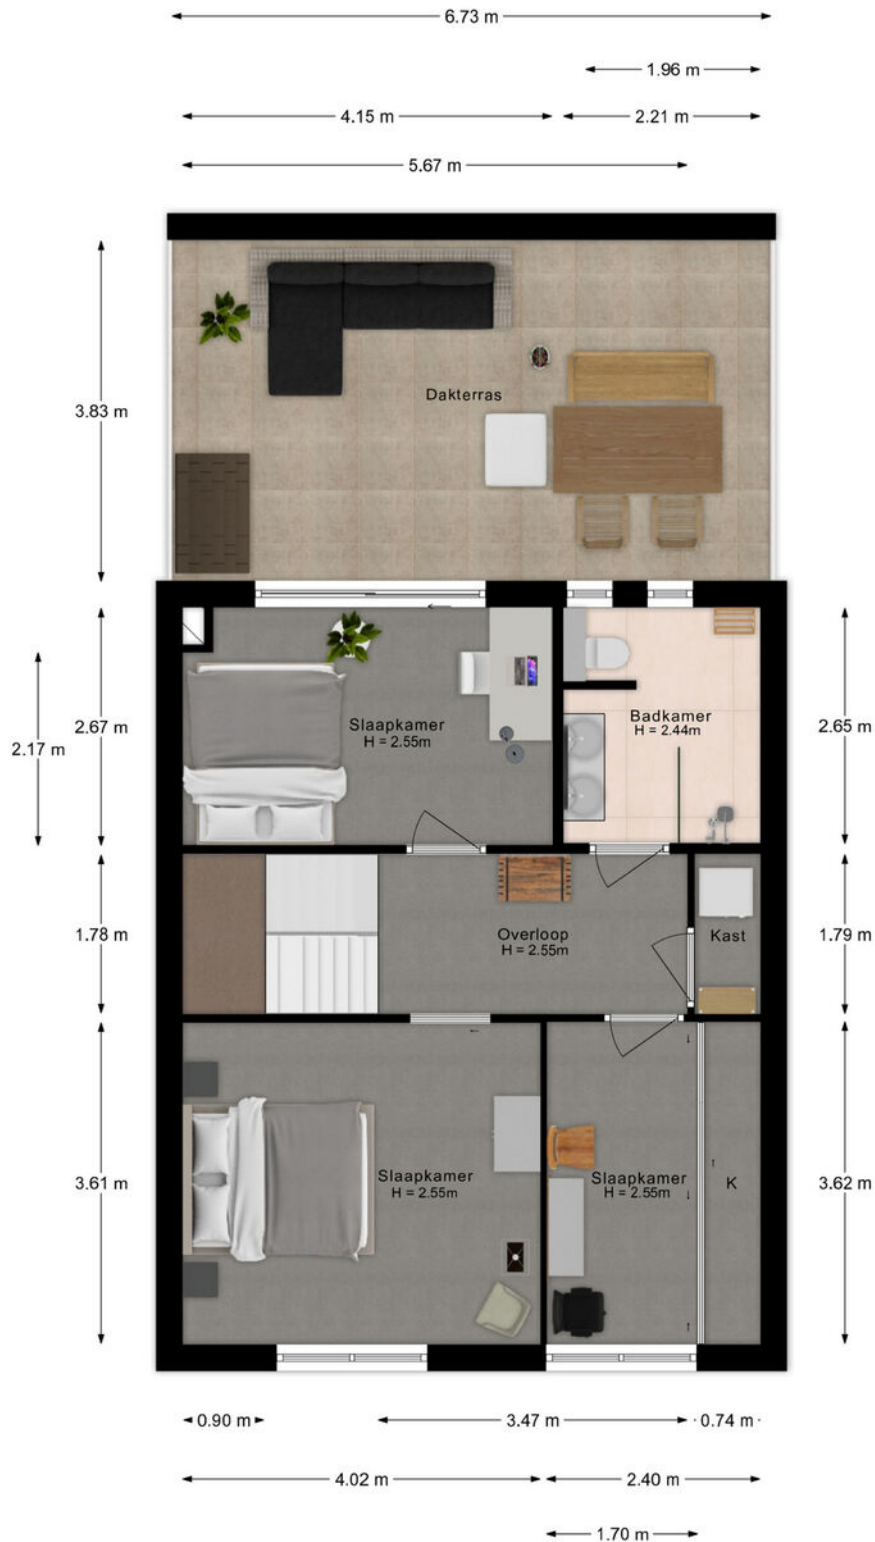 6.73 m
1.96 m
4.15 m
2.21 m
5.67 m
Dakterras
3.83 m
2.67 m
2.17 m
Slaapkamer
H = 2.55m
Badkamer
H = 2.44m
2.65 m
1.78 m
Overloop
H = 2.55m
Kast
1.79 m
3.61 m
Slaapkamer
H = 2.55m
Slaapkamer
H = 2.55m
K
3.62 m
0.90 m
3.47 m
0.74 m
4.02 m
2.40 m
1.70 m